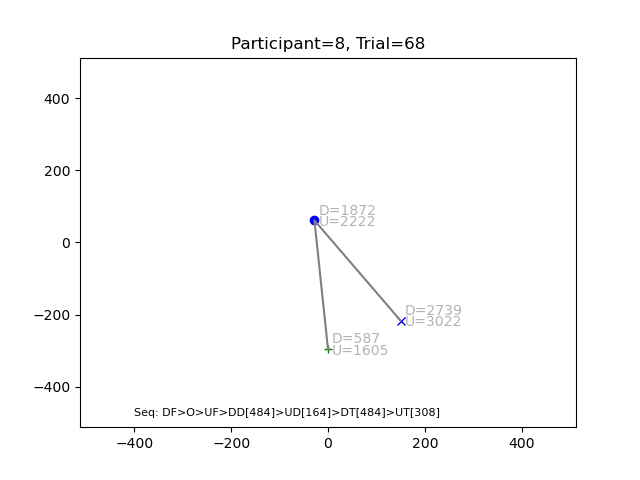 Participant=8, Trial=68
400
200
0
−200
−400
D=1872
U=2222
D=2739
U=3022
D=587
U=1605
Seq: DF>O>UF>DD[484]>UD[164]>DT[484]>UT[308]
−400 −200 0 200 400